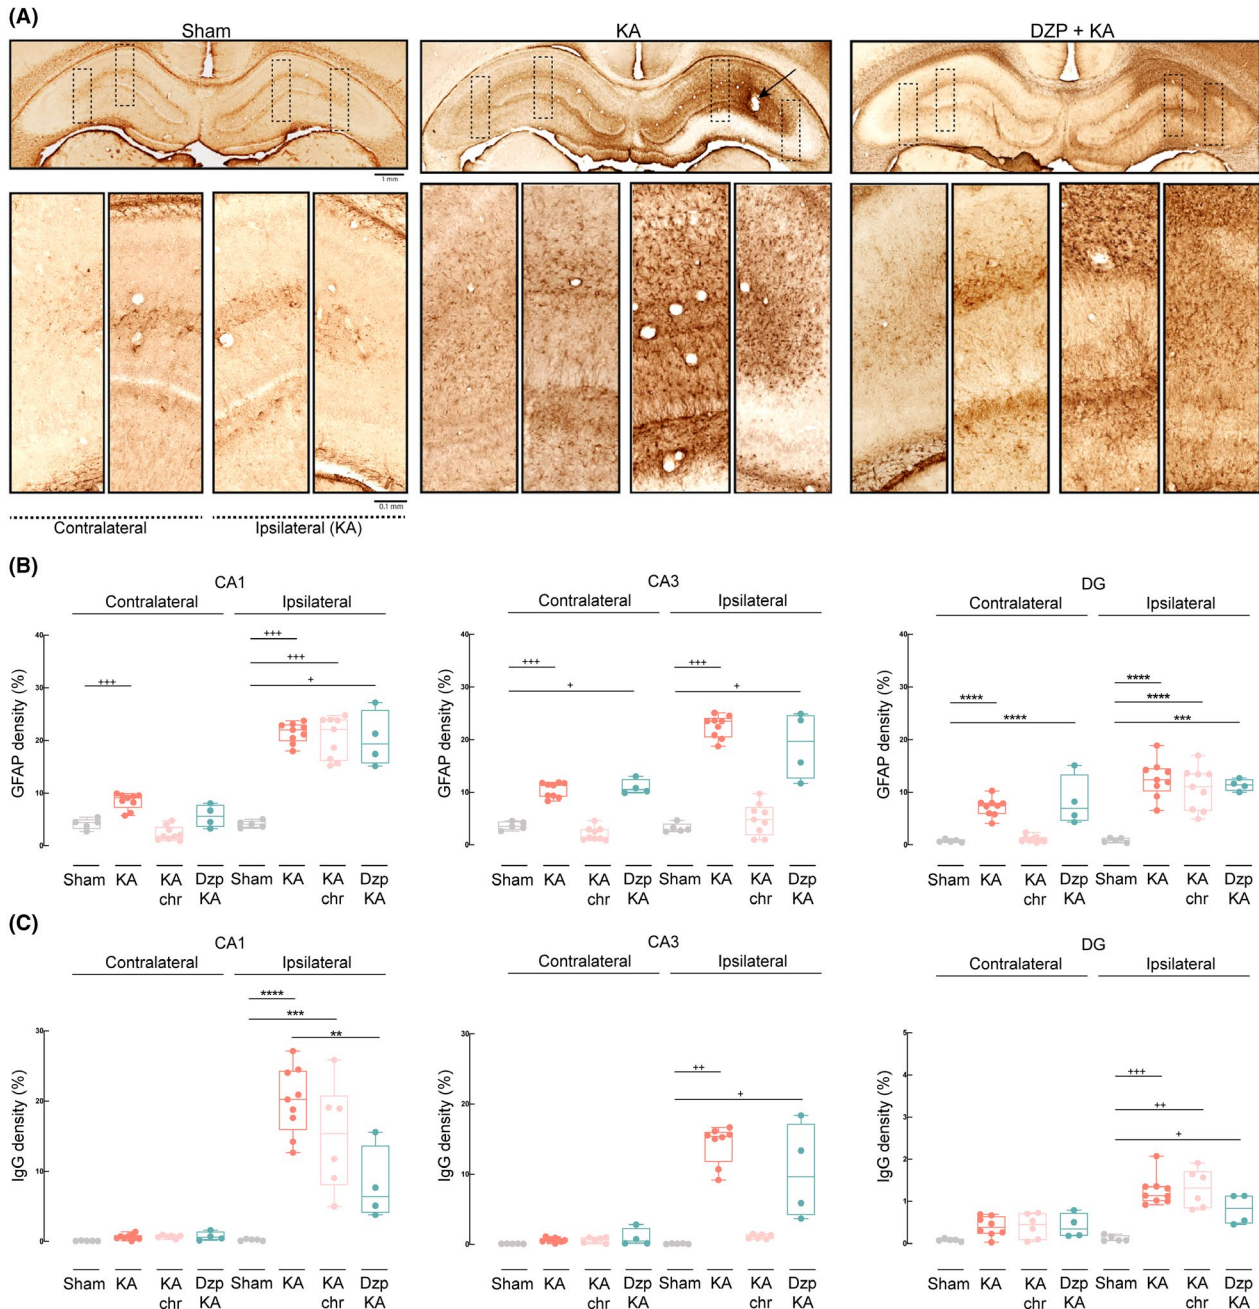 (A)
Sham
KA
DZP + KA
1 mm
0.1 mm
Contralateral
Ipsilateral (KA)
(B)
CA1
CA3
DG
Contralateral
Ipsilateral
Contralateral
Ipsilateral
Contralateral
Ipsilateral
GFAP density (%)
40
30
20
10
0
+++
+++
+++
+
Sham
KA
KA chr
Dzp KA
Sham
KA
KA chr
Dzp KA
GFAP density (%)
40
30
20
10
0
+++
+
+++
+
Sham
KA
KA chr
Dzp KA
Sham
KA
KA chr
Dzp KA
GFAP density (%)
40
30
20
10
0
****
****
****
****
***
Sham
KA
KA chr
Dzp KA
Sham
KA
KA chr
Dzp KA
(C)
CA1
CA3
DG
Contralateral
Ipsilateral
Contralateral
Ipsilateral
Contralateral
Ipsilateral
IgG density (%)
30
20
10
0
****
***
**
Sham
KA
KA chr
Dzp KA
Sham
KA
KA chr
Dzp KA
IgG density (%)
30
20
10
0
++
+
Sham
KA
KA chr
Dzp KA
Sham
KA
KA chr
Dzp KA
IgG density (%)
5
4
3
2
1
0
+++
++
+
Sham
KA
KA chr
Dzp KA
Sham
KA
KA chr
Dzp KA